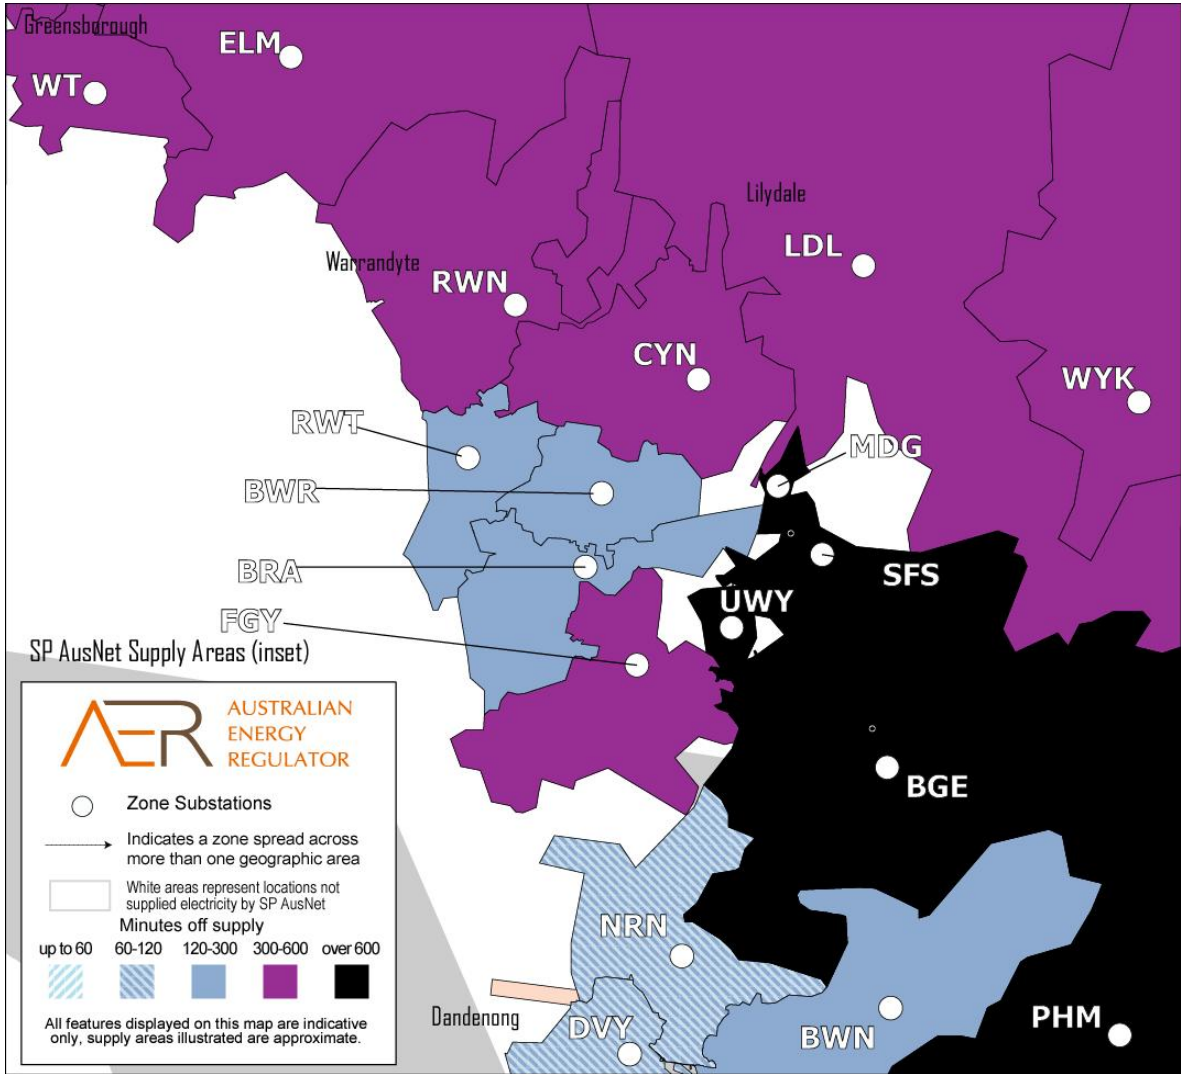 Greensborough
ELM
WT
Lilydale
LDL
Warrandyte
RWN
CYN
WYK
RWT
MDG
BWR
BRA
SFS
UWY
FGY
SP AusNet Supply Areas (inset)
AER
AUSTRALIAN
ENERGY
REGULATOR
Zone Substations
Indicates a zone spread across
more than one geographic area
White areas represent locations not
supplied electricity by SP AusNet
Minutes off supply
up to 60 60-120 120-300 300-600 over 600
All features displayed on this map are indicative
only, supply areas illustrated are approximate.
BGE
NRN
Dandenong
DVY
BWN
PHM